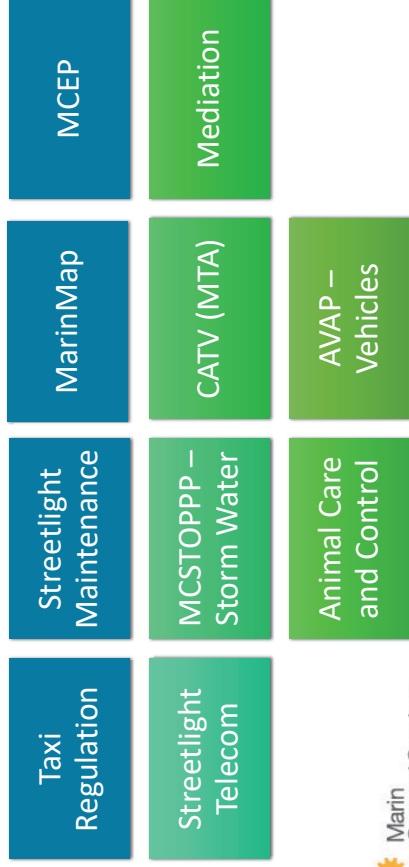 Taxi
Regulation
Streetlight
Maintenance
MarinMap
MCEP
Streetlight
Telecom
MCSTOPPP –
Storm Water
CATV (MTA)
Mediation
Animal Care
and Control
AVAP –
Vehicles
Marin